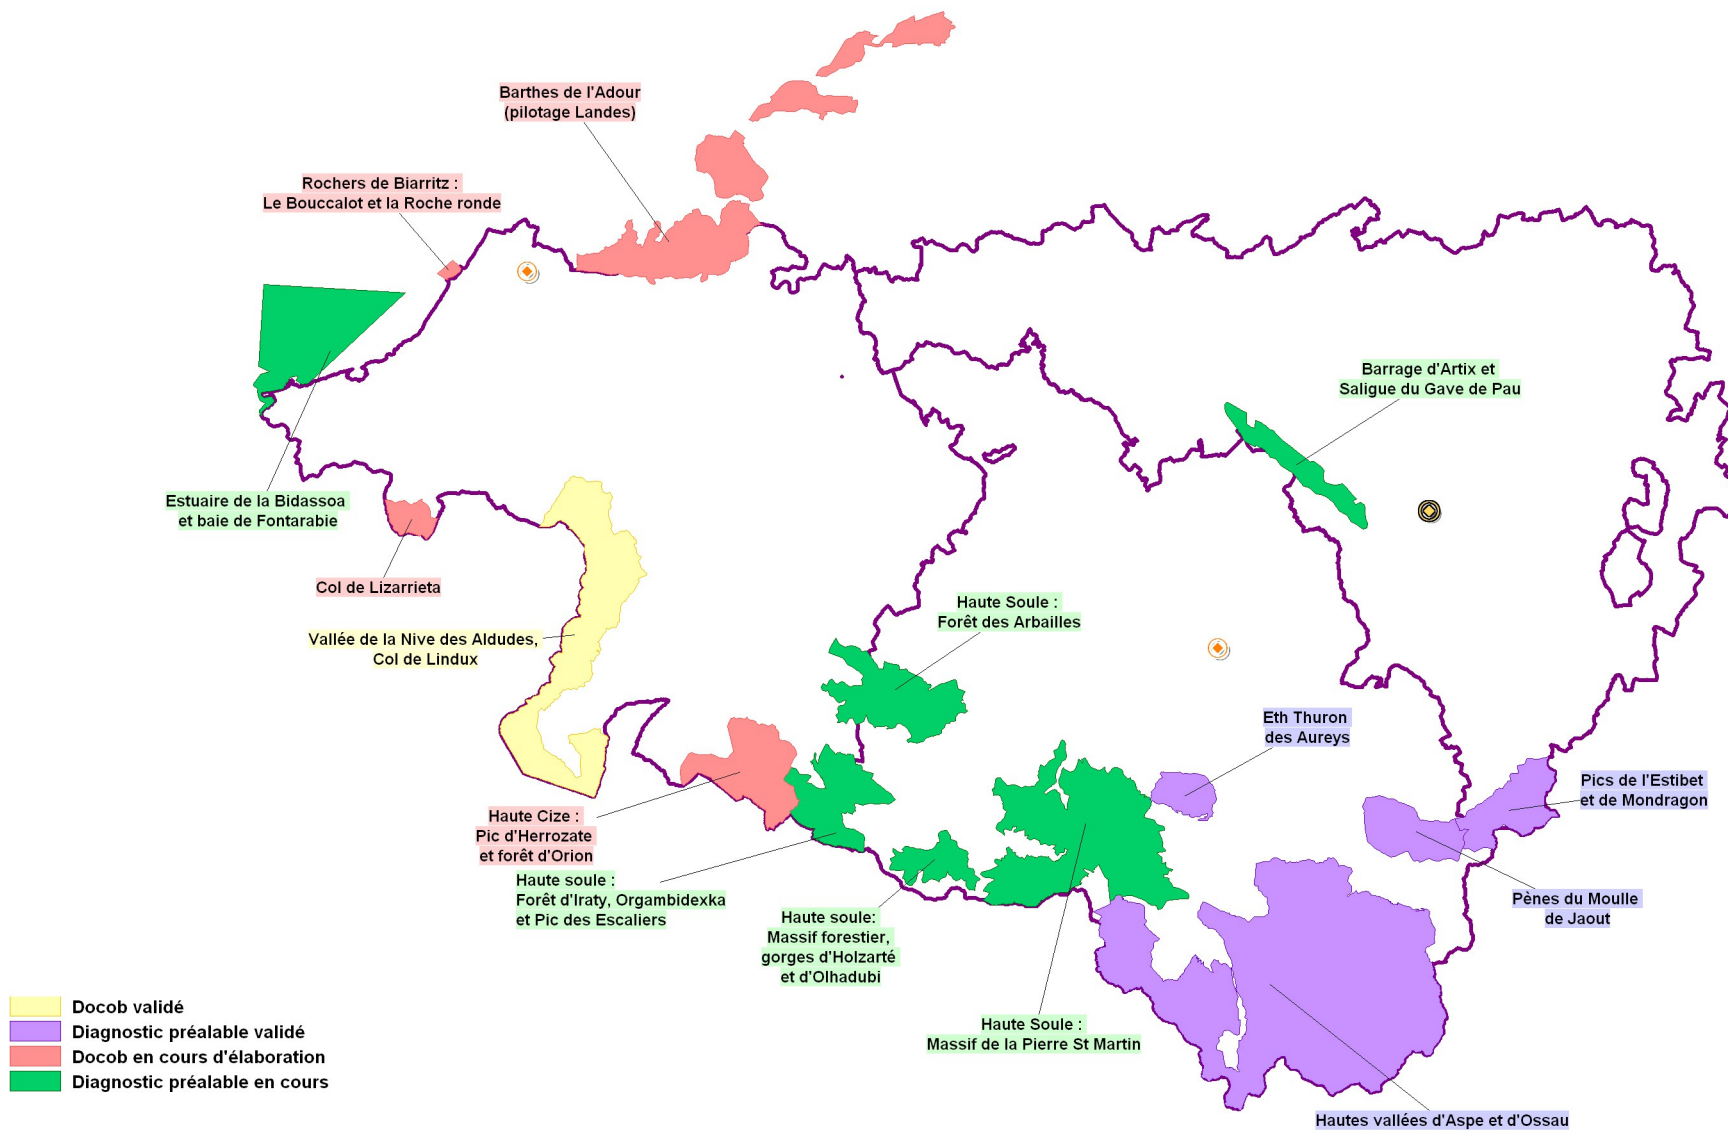 Barthes de l'Adour
(pilotage Landes)
Rochers de Biarritz :
Le Bouccalot et la Roche ronde
Barrage d'Artix et
Saligue du Gave de Pau
Estuaire de la Bidassoa
et baie de Fontarabie
Col de Lizarrieta
Haute Soule :
Forêt des Arbailles
Vallée de la Nive des Aldudes,
Col de Lindux
Eth Thuron
des Aureys
Pics de l'Estibet
et de Mondragon
Haute Cize :
Pic d'Herrozate
et forêt d'Orion
Haute soule :
Forêt d'Iraty, Orgambidexka
et Pic des Escaliers
Pènes du Moulle
de Jaout
Haute soule:
Massif forestier,
gorges d'Holzarté
et d'Olhadubi
Haute Soule :
Massif de la Pierre St Martin
Hautes vallées d'Aspe et d'Ossau
Docob validé
Diagnostic préalable validé
Docob en cours d'élaboration
Diagnostic préalable en cours